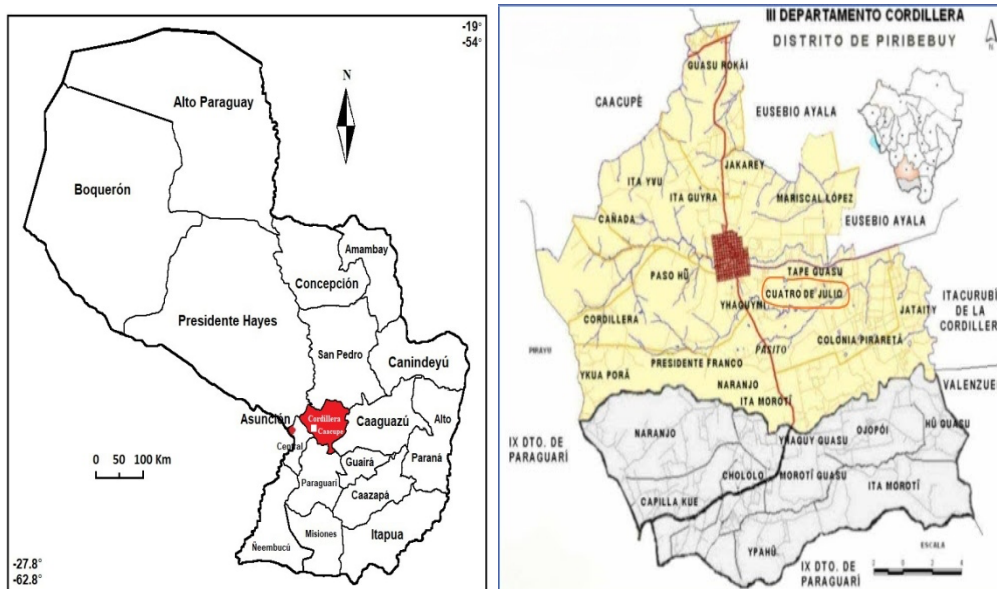 -19°
-54°
N
Alto Paraguay
Boquerón
Amambay
Concepción
Presidente Hayes
San Pedro
Canindeyú
Asunción
Cordillera
Caacupe
Caaguazú
Alto
Central
Paraná
Guairá
Paraguarí
Caazapá
Misiones
Itapua
Ñeembucú
0 50 100 Km
-27.8°
-62.8°
III DEPARTAMENTO CORDILLERA
DISTRITO DE PIRIBEBUY
N
GUASU ROKÁI
CAACUPÈ
EUSEBIO AYALA
JAKAREY
ITA YVU
ITA GUYRA
MARISCAL LÓPEZ
CAÑADA
EUSEBIO AYALA
TAPE GUASU
PASO HŨ
CUATRO DE JULIO
YHAGUYMI
ITACURUBÍ
DE LA
CORDILLER
JATAITY
CORDILLERA
COLONIA PIRARETÁ
PASITO
PIRAYU
PRESIDENTE FRANCO
YKUA PORÃ
NARANJO
VALENZUE
ITA MOROTĨ
NARANJO
OJOPÓI
HŨ GUASU
YHAGUY GUASU
IX DTO. DE
PARAGUARÍ
CHOLOLO
MOROTĨ GUASU
ITA MOROTĨ
CAPILLA KUE
YPAHŨ
ESCALA
IX DTO. DE
PARAGUARÍ